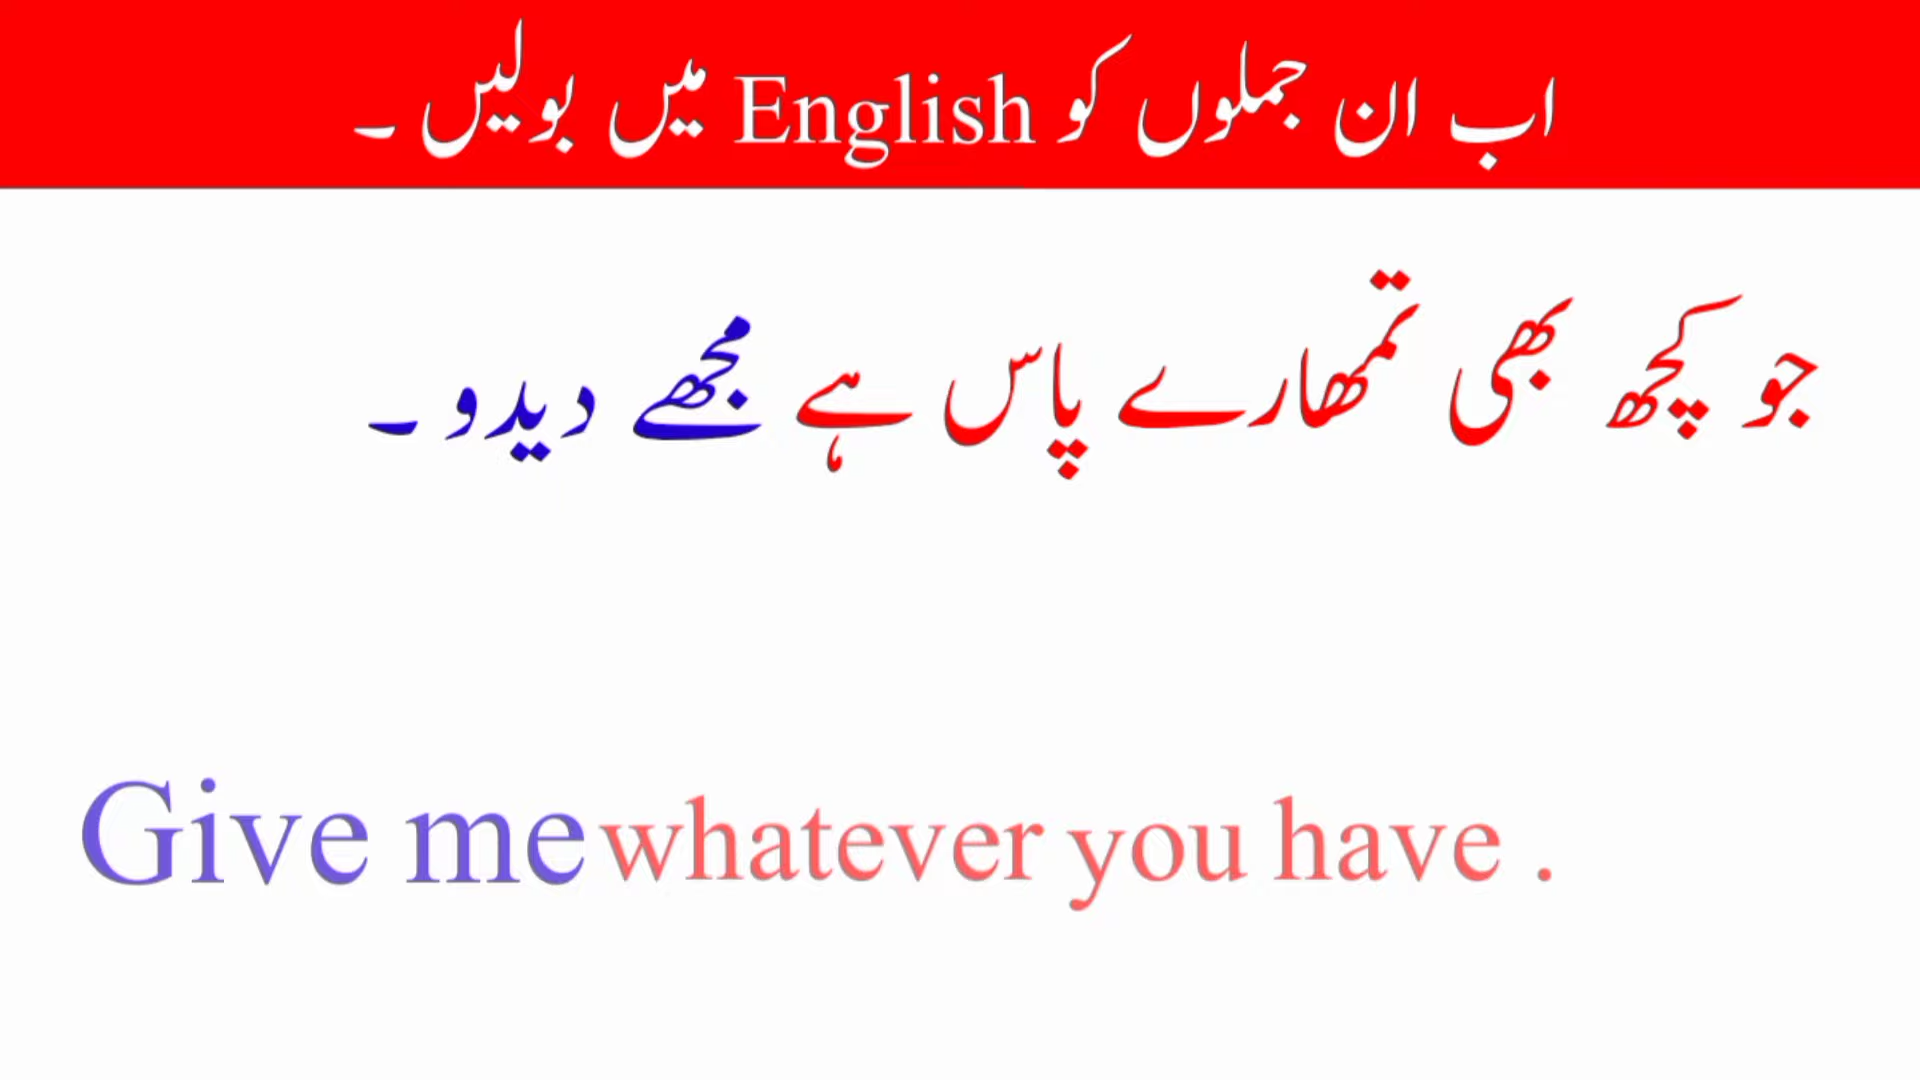 اب ان جملوں کو English میں بولیں ۔
جو کچھ بھی تمھارے پاس ہے مجھے دیدو ۔
Give me whatever you have .